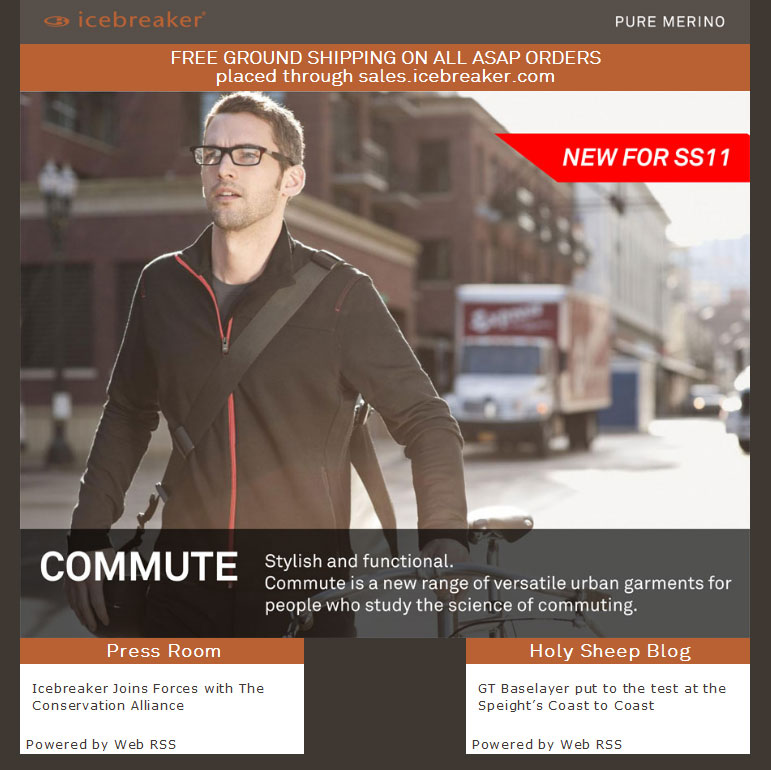 icebreaker®
PURE MERINO
FREE GROUND SHIPPING ON ALL ASAP ORDERS
placed through sales.icebreaker.com
NEW FOR SS11
COMMUTE
Stylish and functional.
Commute is a new range of versatile urban garments for
people who study the science of commuting.
Press Room
Icebreaker Joins Forces with The
Conservation Alliance
Powered by Web RSS
Holy Sheep Blog
GT Baselayer put to the test at the
Speight´s Coast to Coast
Powered by Web RSS